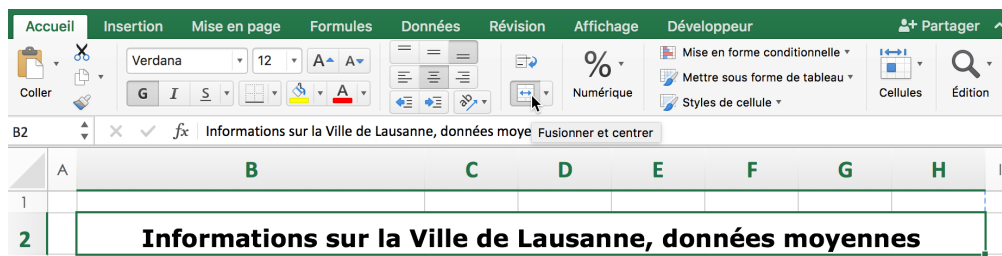 Accueil Insertion Mise en page Formules Données Révision Affichage Développeur Partager
Coller
Verdana 12 A A
G I S A
Numérique
Mise en forme conditionnelle
Mettre sous forme de tableau
Styles de cellule
Cellules
Édition
B2 fx Informations sur la Ville de Lausanne, données moye
Fusionner et centrer
A B C D E F G H I
1
2 Informations sur la Ville de Lausanne, données moyennes